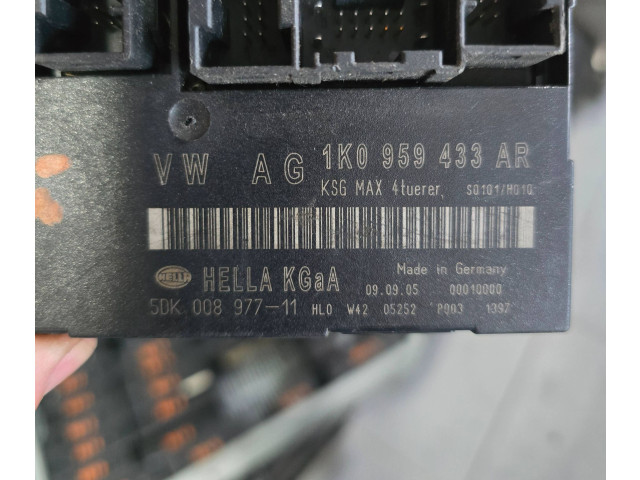 VW AG 1K0 959 433 AR
KSG MAX 4tuerer, S0101/H010
HELLA HELLA KGaA Made in Germany
09.09.05 00010000
5DK 008 977-11 HL0 W42 05252 P003 1397